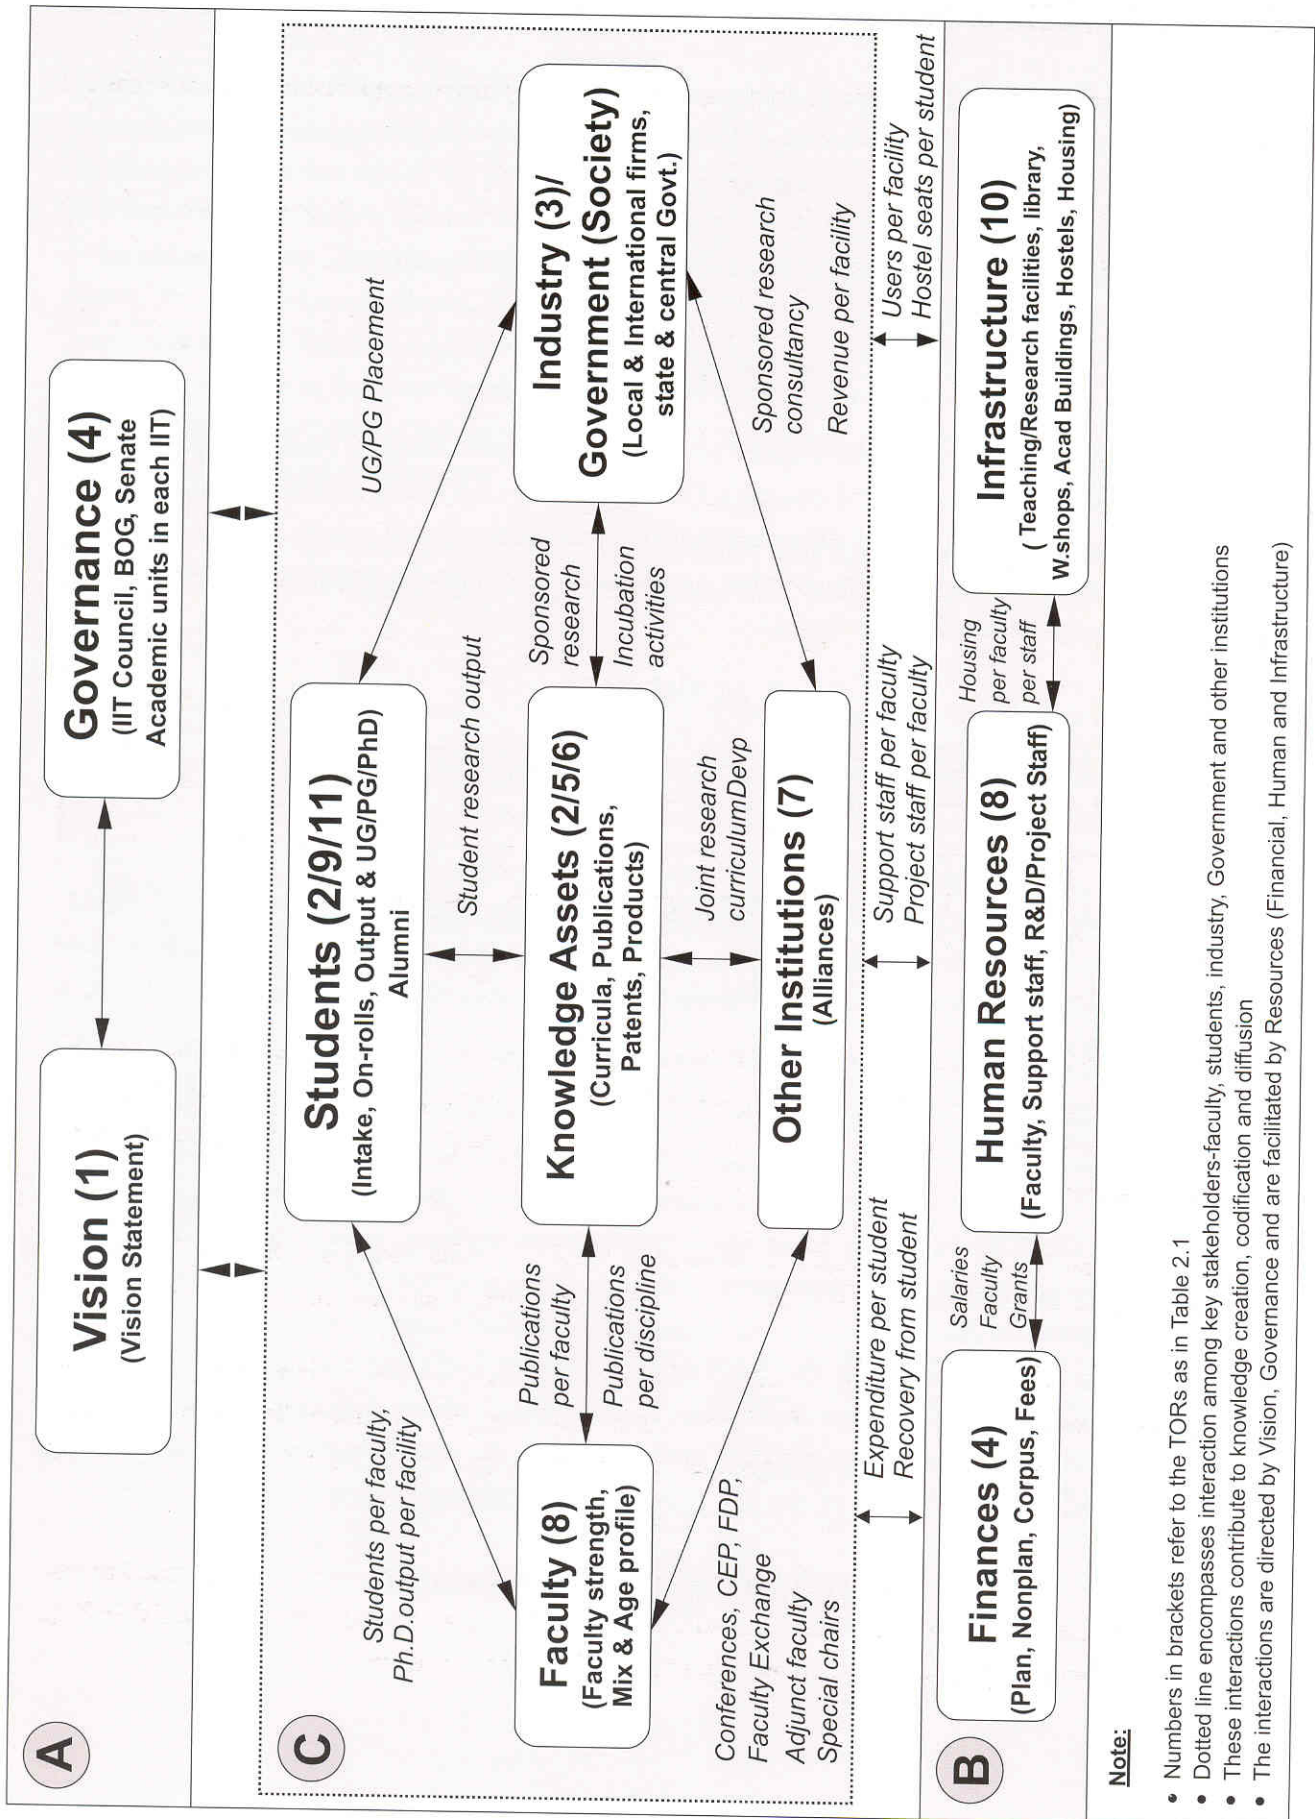 A
Vision (1)
(Vision Statement)
Governance (4)
(IIT Council, BOG, Senate
Academic units in each IIT)
C
Students per faculty,
Ph.D.output per facility
Students (2/9/11)
(Intake, On-rolls, Output & UG/PG/PhD)
Alumni
UG/PG Placement
Student research output
Faculty (8)
(Faculty strength,
Mix & Age profile)
Publications
per faculty
Publications
per discipline
Knowledge Assets (2/5/6)
(Curricula, Publications,
Patents, Products)
Sponsored
research
Incubation
activities
Industry (3)/
Government (Society)
(Local & International firms,
state & central Govt.)
Conferences, CEP, FDP,
Faculty Exchange
Adjunct faculty
Special chairs
Joint research
curriculumDevp
Other Institutions (7)
(Alliances)
Sponsored research
consultancy
Revenue per facility
Expenditure per student
Recovery from student
Support staff per faculty
Project staff per faculty
Users per facility
Hostel seats per student
B
Finances (4)
(Plan, Nonplan, Corpus, Fees)
Salaries
Faculty
Grants
Human Resources (8)
(Faculty, Support staff, R&D/Project Staff)
Housing
per faculty
per staff
Infrastructure (10)
( Teaching/Research facilities, library,
W.shops, Acad Buildings, Hostels, Housing)
Note:
• Numbers in brackets refer to the TORs as in Table 2.1
• Dotted line encompasses interaction among key stakeholders-faculty, students, industry, Government and other institutions
• These interactions contribute to knowledge creation, codification and diffusion
• The interactions are directed by Vision, Governance and are facilitated by Resources (Financial, Human and Infrastructure)